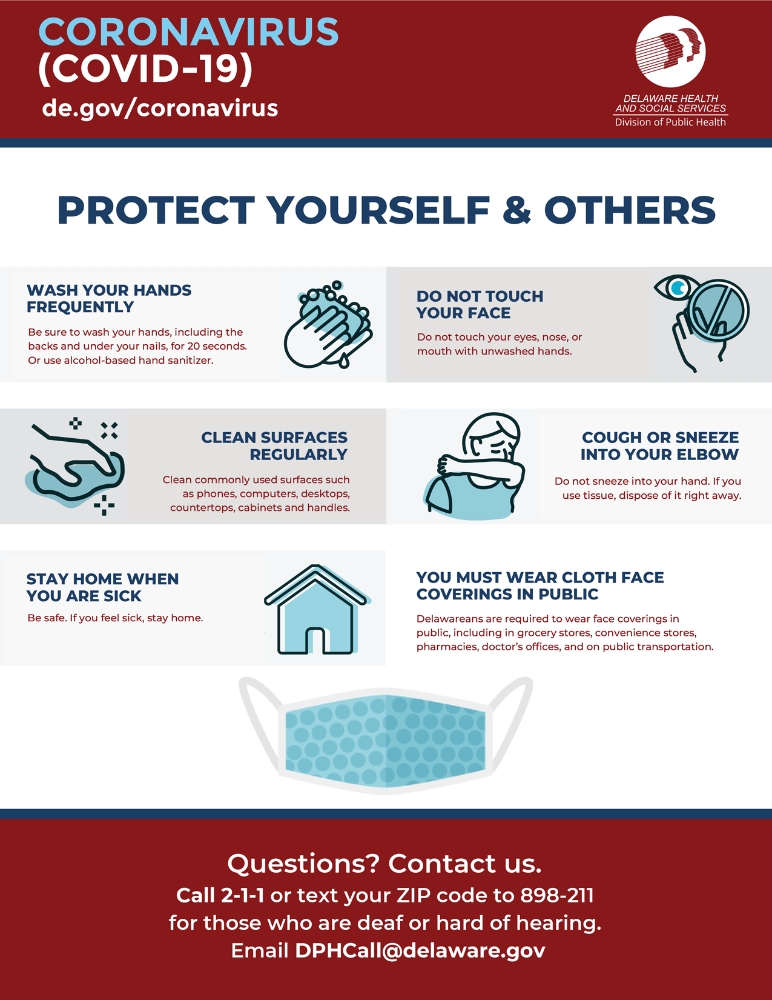 CORONAVIRUS
(COVID-19)
de.gov/coronavirus
DELAWARE HEALTH
AND SOCIAL SERVICES
Division of Public Health
PROTECT YOURSELF & OTHERS
WASH YOUR HANDS
FREQUENTLY
Be sure to wash your hands, including the
backs and under your nails, for 20 seconds.
Or use alcohol-based hand sanitizer.
DO NOT TOUCH
YOUR FACE
Do not touch your eyes, nose, or
mouth with unwashed hands.
CLEAN SURFACES
REGULARLY
Clean commonly used surfaces such
as phones, computers, desktops,
countertops, cabinets and handles.
COUGH OR SNEEZE
INTO YOUR ELBOW
Do not sneeze into your hand. If you
use tissue, dispose of it right away.
STAY HOME WHEN
YOU ARE SICK
Be safe. If you feel sick, stay home.
YOU MUST WEAR CLOTH FACE
COVERINGS IN PUBLIC
Delawareans are required to wear face coverings in
public, including in grocery stores, convenience stores,
pharmacies, doctor's offices, and on public transportation.
Questions? Contact us.
Call 2-1-1 or text your ZIP code to 898-211
for those who are deaf or hard of hearing.
Email DPHCall@delaware.gov